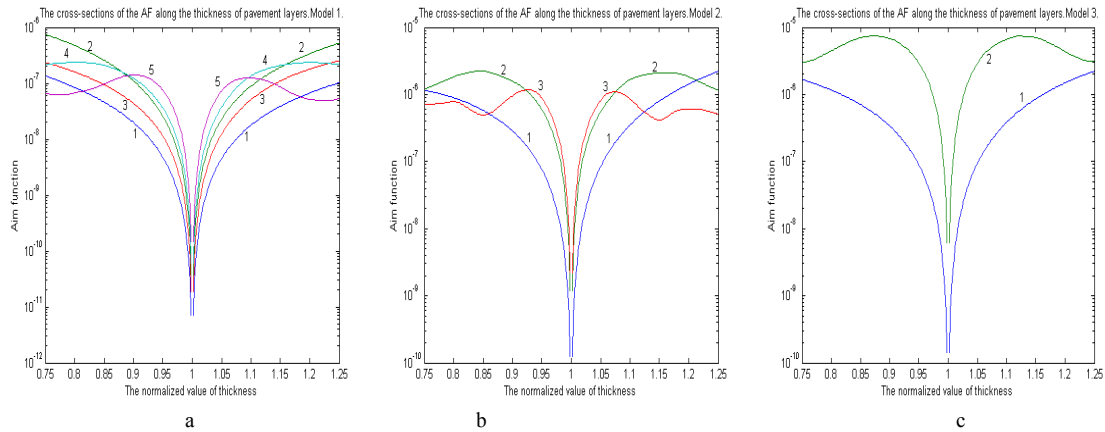 The cross-sections of the AF along the thickness of pavement layers.Model 1.
10^-6
10^-7
10^-8
10^-9
10^-10
10^-11
10^-12
Aim function
2
4
5
3
1
2
4
5
3
1
0.75 0.8 0.85 0.9 0.95 1 1.05 1.1 1.15 1.2 1.25
The normalized value of thickness
a
The cross-sections of the AF along the thickness of pavement layers.Model 2.
10^-5
10^-6
10^-7
10^-8
10^-9
10^-10
Aim function
2
3
1
3
2
1
0.75 0.8 0.85 0.9 0.95 1 1.05 1.1 1.15 1.2 1.25
The normalized value of thickness
b
The cross-sections of the AF along the thickness of pavement layers.Model 3.
10^-5
10^-6
10^-7
10^-8
10^-9
10^-10
Aim function
2
1
0.75 0.8 0.85 0.9 0.95 1 1.05 1.1 1.15 1.2 1.25
The normalized value of thickness
c